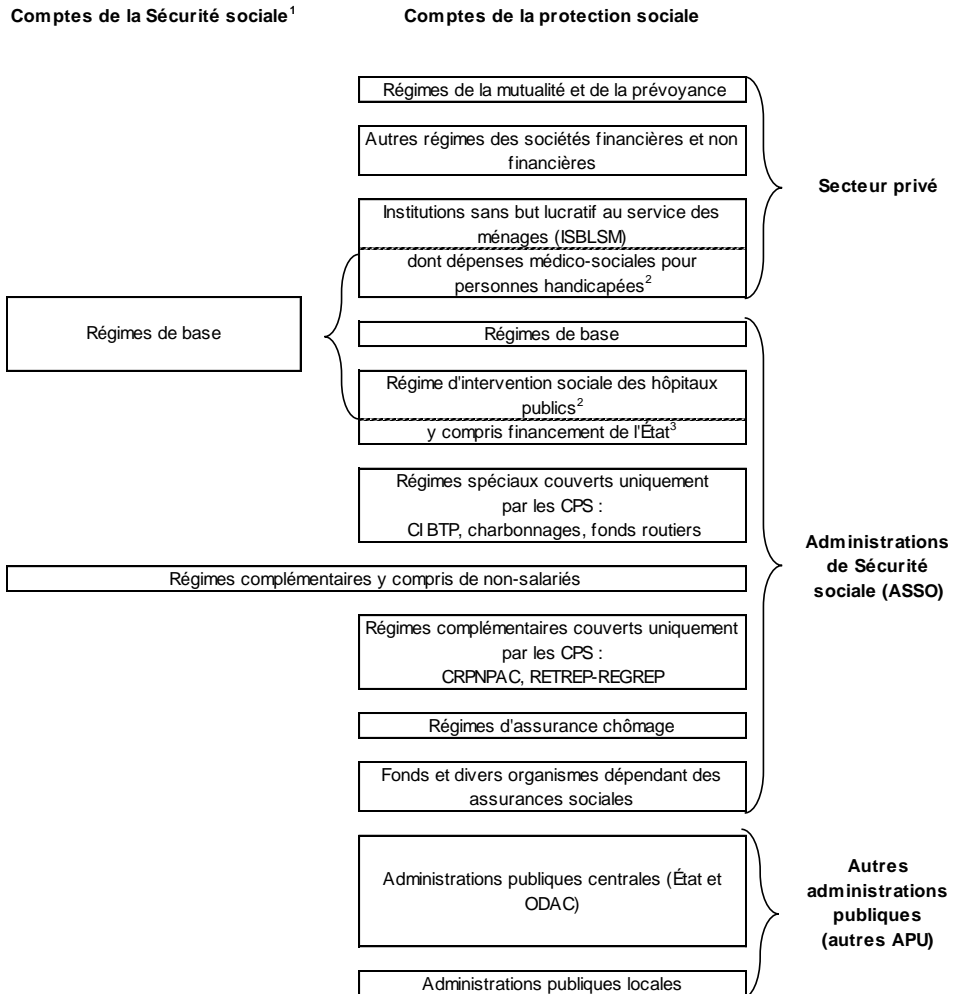 Comptes de la Sécurité sociale¹
Comptes de la protection sociale
Régimes de la mutualité et de la prévoyance
Autres régimes des sociétés financières et non
financières
Secteur privé
Institutions sans but lucratif au service des
ménages (ISBLSM)
dont dépenses médico-sociales pour
personnes handicapées²
Régimes de base
Régimes de base
Régime d'intervention sociale des hôpitaux
publics²
y compris financement de l'État³
Régimes spéciaux couverts uniquement
par les CPS :
CI BTP, charbonnages, fonds routiers
Administrations
de Sécurité
sociale (ASSO)
Régimes complémentaires y compris de non-salariés
Régimes complémentaires couverts uniquement
par les CPS :
CRPNPAC, RETREP-REGREP
Régimes d'assurance chômage
Fonds et divers organismes dépendant des
assurances sociales
Administrations publiques centrales (État et
ODAC)
Autres
administrations
publiques
(autres APU)
Administrations publiques locales